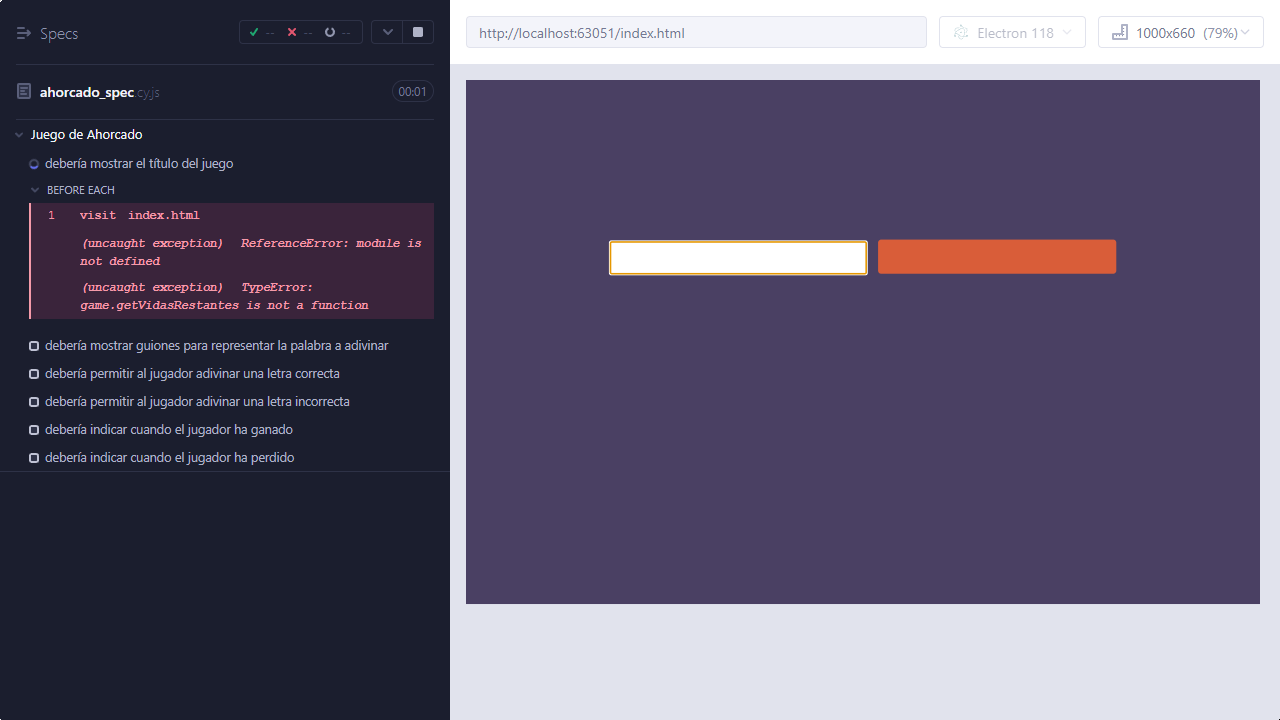 Specs
-- -- --
http://localhost:63051/index.html
Electron 118
1000x660 (79%)
ahorcado_spec.cy.js
00:01
Juego de Ahorcado
debería mostrar el título del juego
BEFORE EACH
1 visit index.html
(uncaught exception) ReferenceError: module is
not defined
(uncaught exception) TypeError:
game.getVidasRestantes is not a function
debería mostrar guiones para representar la palabra a adivinar
debería permitir al jugador adivinar una letra correcta
debería permitir al jugador adivinar una letra incorrecta
debería indicar cuando el jugador ha ganado
debería indicar cuando el jugador ha perdido